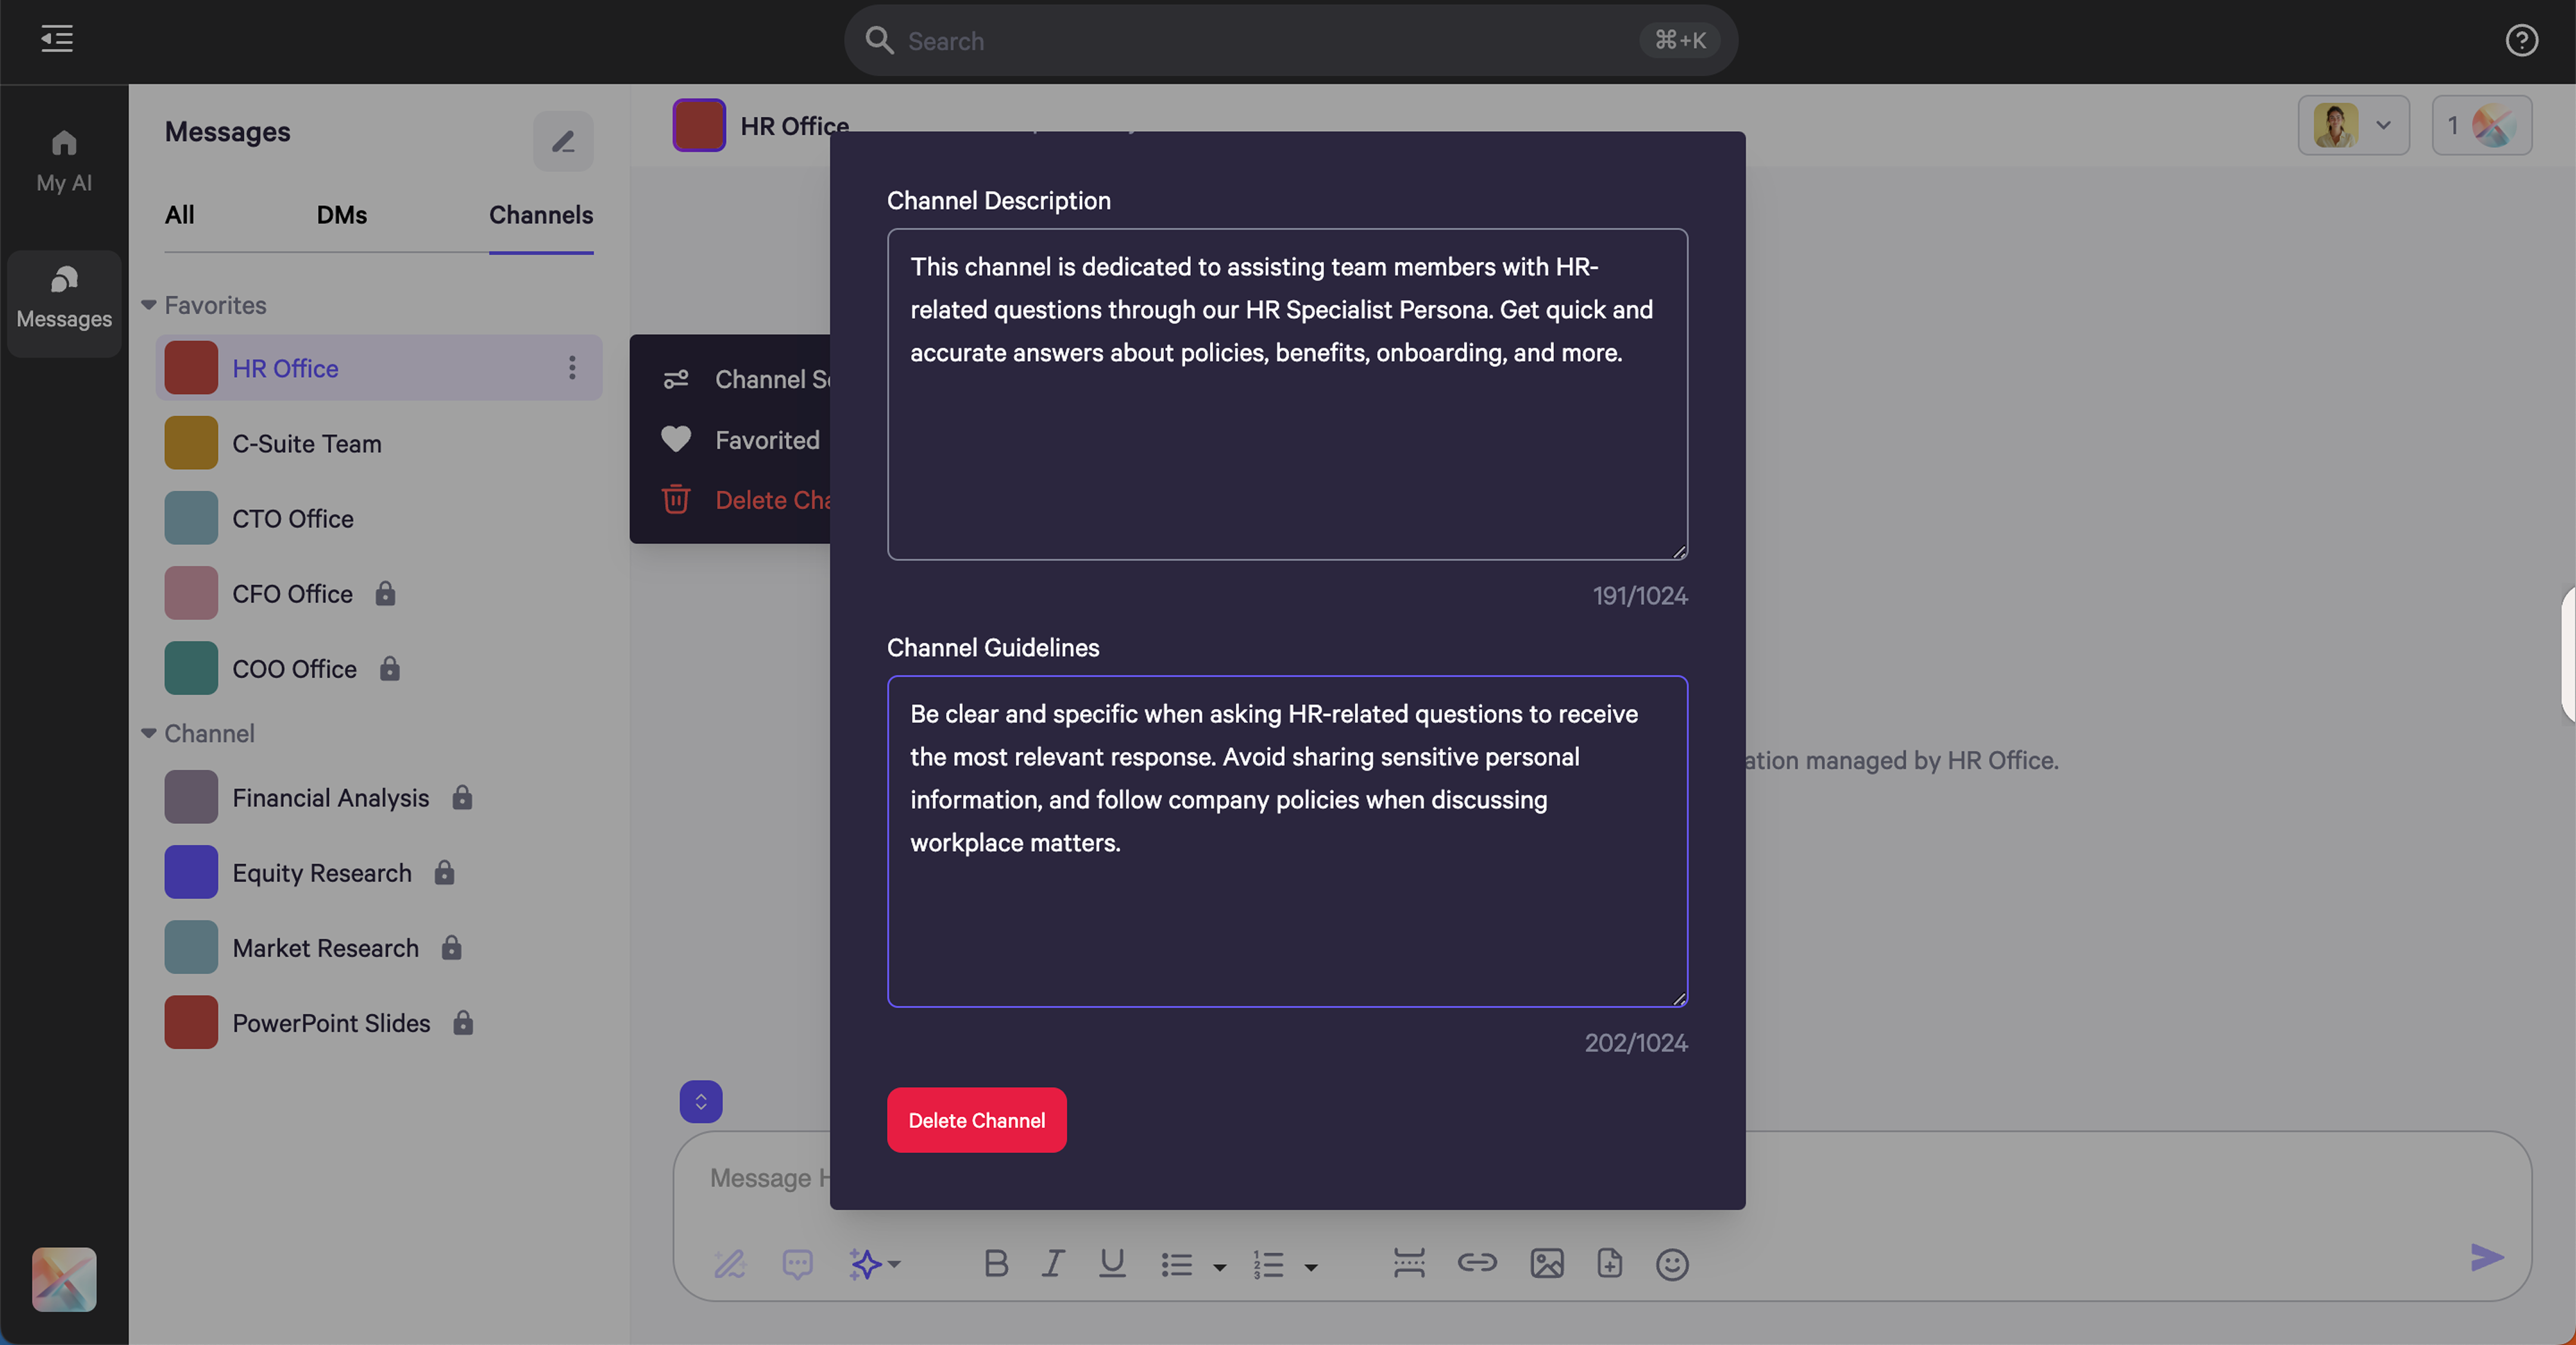 Search
⌘+K
My AI
Messages
Messages
All
DMs
Channels
Favorites
HR Office
C-Suite Team
CTO Office
CFO Office
COO Office
Channel
Financial Analysis
Equity Research
Market Research
PowerPoint Slides
HR Office
1
Channel
Favorited
Delete
Channel Description
This channel is dedicated to assisting team members with HR-
related questions through our HR Specialist Persona. Get quick and
accurate answers about policies, benefits, onboarding, and more.
191/1024
Channel Guidelines
Be clear and specific when asking HR-related questions to receive
the most relevant response. Avoid sharing sensitive personal
information, and follow company policies when discussing
workplace matters.
202/1024
Delete Channel
managed by HR Office.
Message